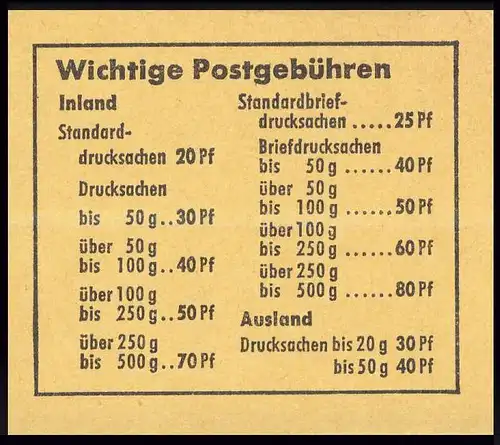 Wichtige Postgebühren
Inland
Standard-
drucksachen 20 Pf
Drucksachen
bis 50 g..30 Pf
über 50 g
bis 100 g..40 Pf
über 100 g
bis 250 g..50 Pf
über 250 g
bis 500 g..70 Pf
Standardbrief-
drucksachen .....25 Pf
Briefdrucksachen
bis 50 g ......40 Pf
über 50 g
bis 100 g ......50 Pf
über 100 g
bis 250 g ......60 Pf
über 250 g
bis 500 g ......80 Pf
Ausland
Drucksachen bis 20 g 30 Pf
bis 50 g 40 Pf